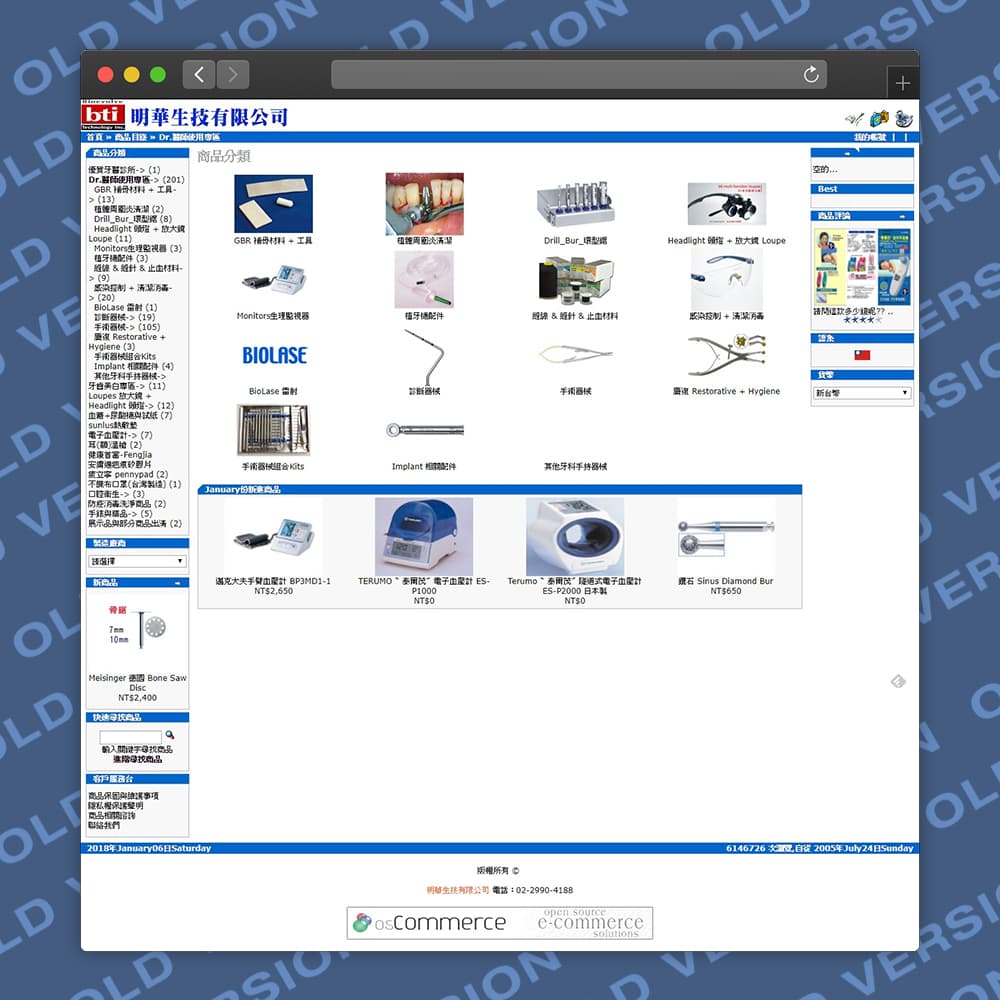 OLD VERSION
Bioevolve
bti
Technology Inc.
明華生技有限公司
首頁 » 商品目錄 » Dr.醫師使用專區
我的帳號 | |
商品分類
優質牙醫診所-> (1)
Dr.醫師使用專區-> (201)
GBR 補骨材料 + 工具-
> (13)
植體周圍炎清潔 (2)
Drill_Bur_環型鋸 (8)
Headlight 頭燈 + 放大鏡
Loupe (11)
Monitors生理監視器 (3)
植牙機配件 (3)
縫線 & 縫針 & 止血材料-
> (9)
感染控制 + 清潔消毒-
> (20)
BioLase 雷射 (1)
診斷器械-> (19)
手術器械-> (105)
贋復 Restorative +
Hygiene (3)
手術器械組合Kits
Implant 相關配件 (4)
其他牙科手持器械->
牙齒美白專區-> (11)
Loupes 放大鏡 +
Headlight 頭燈-> (12)
血糖+尿酸機與試紙 (7)
sunlus熱敷墊
電子血壓計-> (7)
耳(額)溫槍 (2)
健康首富-Fengjia
安膚適疤痕矽膠片
疲立寧 pennypad (2)
不織布口罩(台灣製造) (1)
口腔衛生-> (3)
防疫消毒洗淨商品 (2)
手錶與精品-> (5)
展示品與部分商品出清 (2)
製造廠商
請選擇
新商品
骨鋸
7mm
10mm
Meisinger 德國 Bone Saw
Disc
NT$2,400
快速尋找商品
輸入關鍵字尋找商品
進階尋找商品
客戶服務台
商品保固與維護事項
隱私權保護聲明
商品相關諮詢
聯絡我們
商品分類
GBR 補骨材料 + 工具
植體周圍炎清潔
Drill_Bur_環型鋸
Headlight 頭燈 + 放大鏡 Loupe
Monitors生理監視器
植牙機配件
縫線 & 縫針 & 止血材料
感染控制 + 清潔消毒
BIOLASE
BioLase 雷射
診斷器械
手術器械
贋復 Restorative + Hygiene
手術器械組合Kits
Implant 相關配件
其他牙科手持器械
January份新進商品
邁克大夫手臂血壓計 BP3MD1-1
NT$2,650
TERUMO ‶ 泰爾茂˝ 電子血壓計 ES-
P1000
NT$0
Terumo ‶ 泰爾茂˝ 隧道式電子血壓計
ES-P2000 日本製
NT$0
鑽石 Sinus Diamond Bur
NT$650
空的...
Best
商品評論
請問這款多少錢呢?? ..
語系
貨幣
新台幣
2018年January06日Saturday
6146726 次瀏覽,自從 2005年July24日Sunday
版權所有 ©
明華生技有限公司 電話：02-2990-4188
osCommerce
open source
e-commerce
solutions